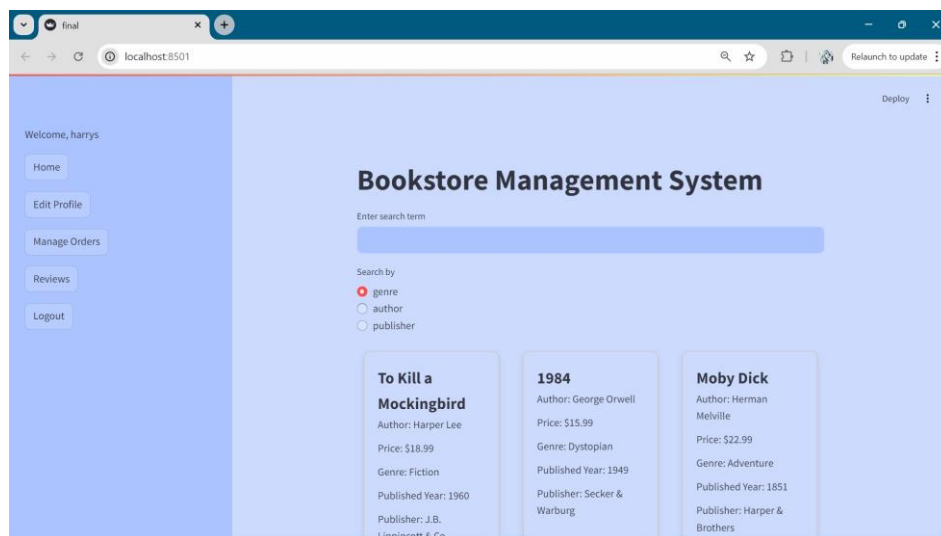 final
localhost:8501
Relaunch to update
Deploy
Welcome, harrys
Home
Edit Profile
Manage Orders
Reviews
Logout
Bookstore Management System
Enter search term
Search by
genre
author
publisher
To Kill a
Mockingbird
Author: Harper Lee
Price: $18.99
Genre: Fiction
Published Year: 1960
Publisher: J.B.
Lippincott & Co.
1984
Author: George Orwell
Price: $15.99
Genre: Dystopian
Published Year: 1949
Publisher: Secker &
Warburg
Moby Dick
Author: Herman
Melville
Price: $22.99
Genre: Adventure
Published Year: 1851
Publisher: Harper &
Brothers